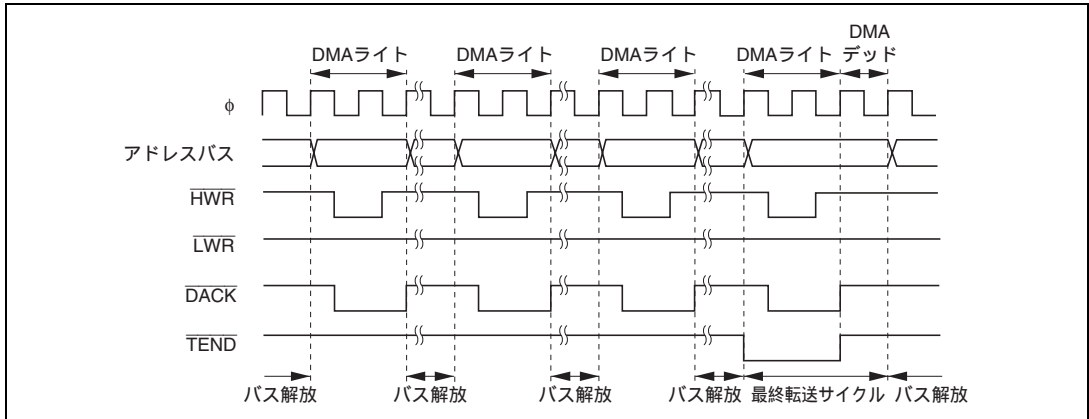 DMA
DMAライト DMAライト DMAライト DMAライト デッド
φ
アドレスバス
HWR
LWR
DACK
TEND
バス解放 バス解放 バス解放 バス解放 最終転送サイクル バス解放